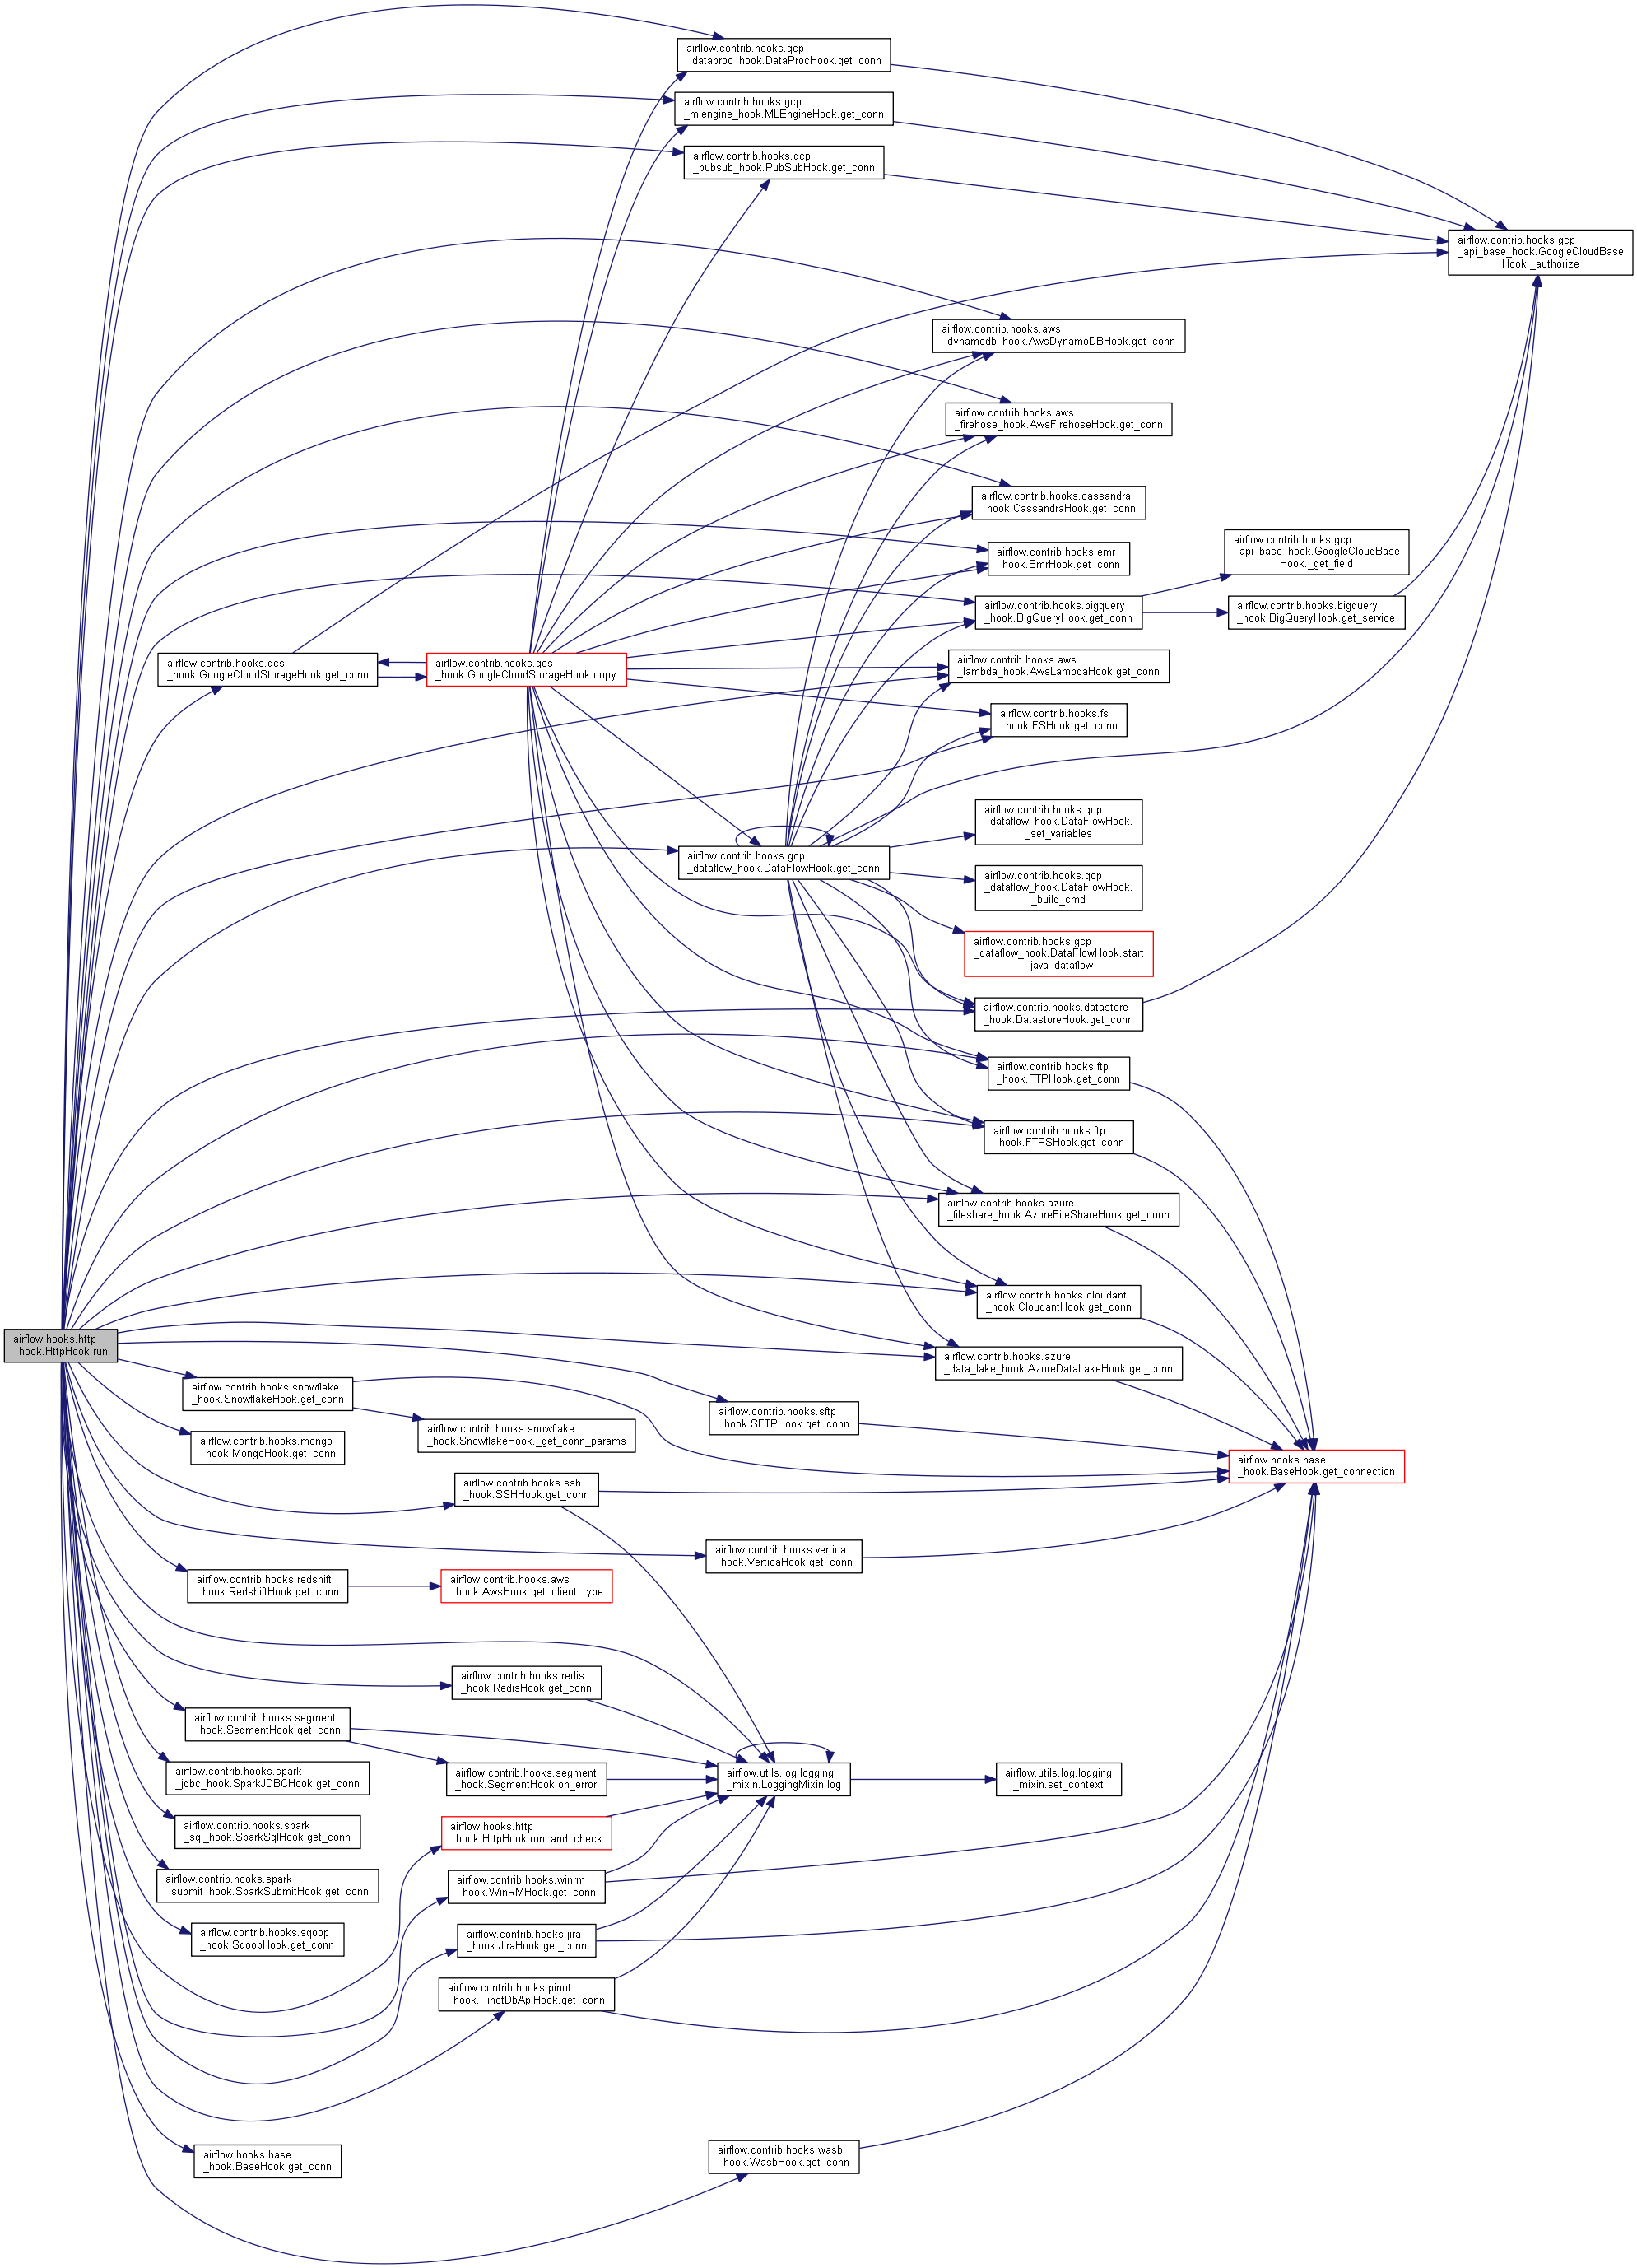 airflow.contrib.hooks.gcp
_dataproc_hook.DataProcHook.get_conn
airflow.contrib.hooks.gcp
_mlengine_hook.MLEngineHook.get_conn
airflow.contrib.hooks.gcp
_pubsub_hook.PubSubHook.get_conn
airflow.contrib.hooks.gcp
_api_base_hook.GoogleCloudBase
Hook._authorize
airflow.contrib.hooks.aws
_dynamodb_hook.AwsDynamoDBHook.get_conn
airflow.contrib.hooks.aws
_firehose_hook.AwsFirehoseHook.get_conn
airflow.contrib.hooks.cassandra
_hook.CassandraHook.get_conn
airflow.contrib.hooks.gcp
_api_base_hook.GoogleCloudBase
Hook._get_field
airflow.contrib.hooks.emr
_hook.EmrHook.get_conn
airflow.contrib.hooks.bigquery
_hook.BigQueryHook.get_conn
airflow.contrib.hooks.bigquery
_hook.BigQueryHook.get_service
airflow.contrib.hooks.gcs
_hook.GoogleCloudStorageHook.get_conn
airflow.contrib.hooks.gcs
_hook.GoogleCloudStorageHook.copy
airflow.contrib.hooks.aws
_lambda_hook.AwsLambdaHook.get_conn
airflow.contrib.hooks.fs
_hook.FSHook.get_conn
airflow.contrib.hooks.gcp
_dataflow_hook.DataFlowHook.
_set_variables
airflow.contrib.hooks.gcp
_dataflow_hook.DataFlowHook.get_conn
airflow.contrib.hooks.gcp
_dataflow_hook.DataFlowHook.
_build_cmd
airflow.contrib.hooks.gcp
_dataflow_hook.DataFlowHook.start
_java_dataflow
airflow.contrib.hooks.datastore
_hook.DatastoreHook.get_conn
airflow.contrib.hooks.ftp
_hook.FTPHook.get_conn
airflow.contrib.hooks.ftp
_hook.FTPSHook.get_conn
airflow.contrib.hooks.azure
_fileshare_hook.AzureFileShareHook.get_conn
airflow.contrib.hooks.cloudant
_hook.CloudantHook.get_conn
airflow.hooks.http
_hook.HttpHook.run
airflow.contrib.hooks.azure
_data_lake_hook.AzureDataLakeHook.get_conn
airflow.contrib.hooks.snowflake
_hook.SnowflakeHook.get_conn
airflow.contrib.hooks.sftp
_hook.SFTPHook.get_conn
airflow.contrib.hooks.snowflake
_hook.SnowflakeHook._get_conn_params
airflow.contrib.hooks.mongo
_hook.MongoHook.get_conn
airflow.hooks.base
_hook.BaseHook.get_connection
airflow.contrib.hooks.ssh
_hook.SSHHook.get_conn
airflow.contrib.hooks.vertica
_hook.VerticaHook.get_conn
airflow.contrib.hooks.redshift
_hook.RedshiftHook.get_conn
airflow.contrib.hooks.aws
_hook.AwsHook.get_client_type
airflow.contrib.hooks.redis
_hook.RedisHook.get_conn
airflow.contrib.hooks.segment
_hook.SegmentHook.get_conn
airflow.contrib.hooks.spark
_jdbc_hook.SparkJDBCHook.get_conn
airflow.contrib.hooks.segment
_hook.SegmentHook.on_error
airflow.utils.log.logging
_mixin.LoggingMixin.log
airflow.utils.log.logging
_mixin.set_context
airflow.contrib.hooks.spark
_sql_hook.SparkSqlHook.get_conn
airflow.hooks.http
_hook.HttpHook.run_and_check
airflow.contrib.hooks.spark
_submit_hook.SparkSubmitHook.get_conn
airflow.contrib.hooks.winrm
_hook.WinRMHook.get_conn
airflow.contrib.hooks.sqoop
_hook.SqoopHook.get_conn
airflow.contrib.hooks.jira
_hook.JiraHook.get_conn
airflow.contrib.hooks.pinot
_hook.PinotDbApiHook.get_conn
airflow.hooks.base
_hook.BaseHook.get_conn
airflow.contrib.hooks.wasb
_hook.WasbHook.get_conn